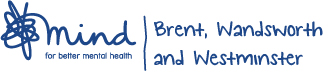 mind
for better mental health
Brent, Wandsworth
and Westminster